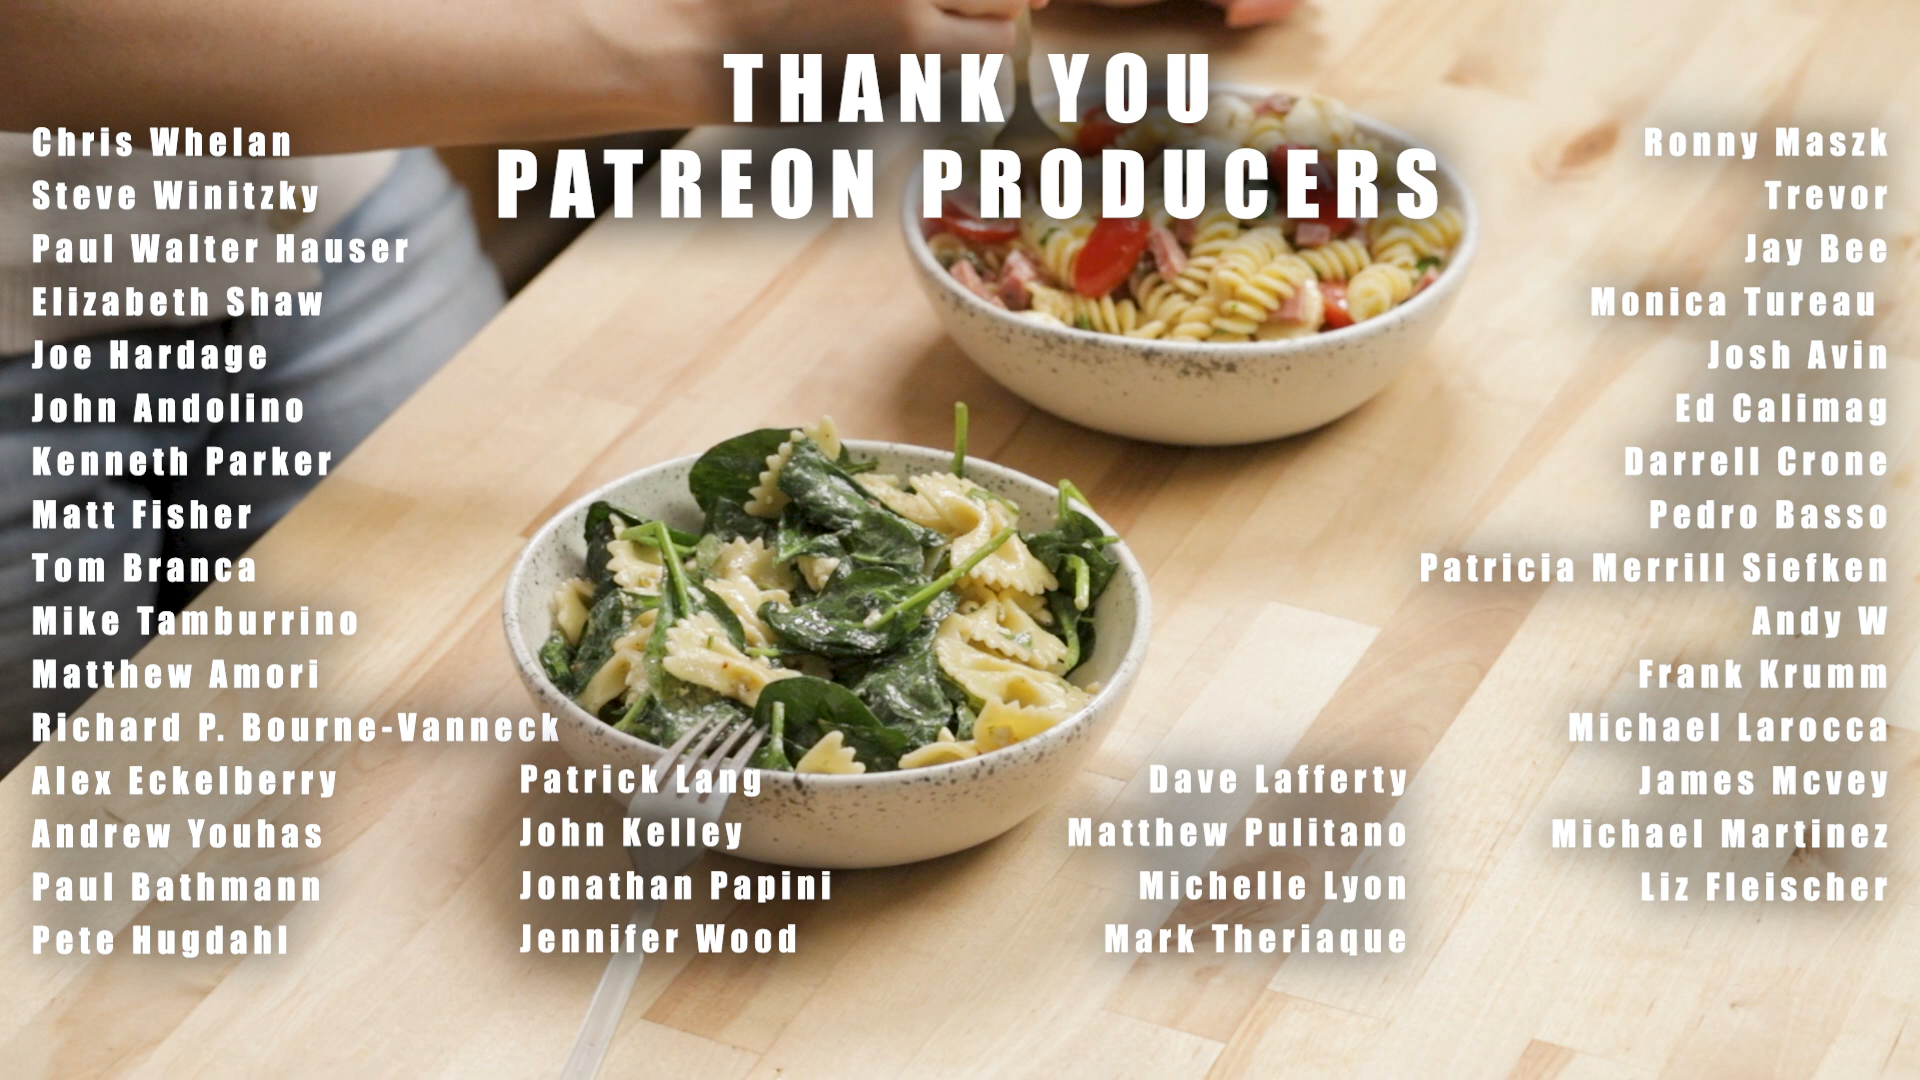 THANK YOU
PATREON PRODUCERS
Chris Whelan
Steve Winitzky
Paul Walter Hauser
Elizabeth Shaw
Joe Hardage
John Andolino
Kenneth Parker
Matt Fisher
Tom Branca
Mike Tamburrino
Matthew Amori
Richard P. Bourne-Vanneck
Alex Eckelberry
Andrew Youhas
Paul Bathmann
Pete Hugdahl
Patrick Lang
John Kelley
Jonathan Papini
Jennifer Wood
Dave Lafferty
Matthew Pulitano
Michelle Lyon
Mark Theriaque
Ronny Maszk
Trevor
Jay Bee
Monica Tureau
Josh Avin
Ed Calimag
Darrell Crone
Pedro Basso
Patricia Merrill Siefken
Andy W
Frank Krumm
Michael Larocca
James Mcvey
Michael Martinez
Liz Fleischer